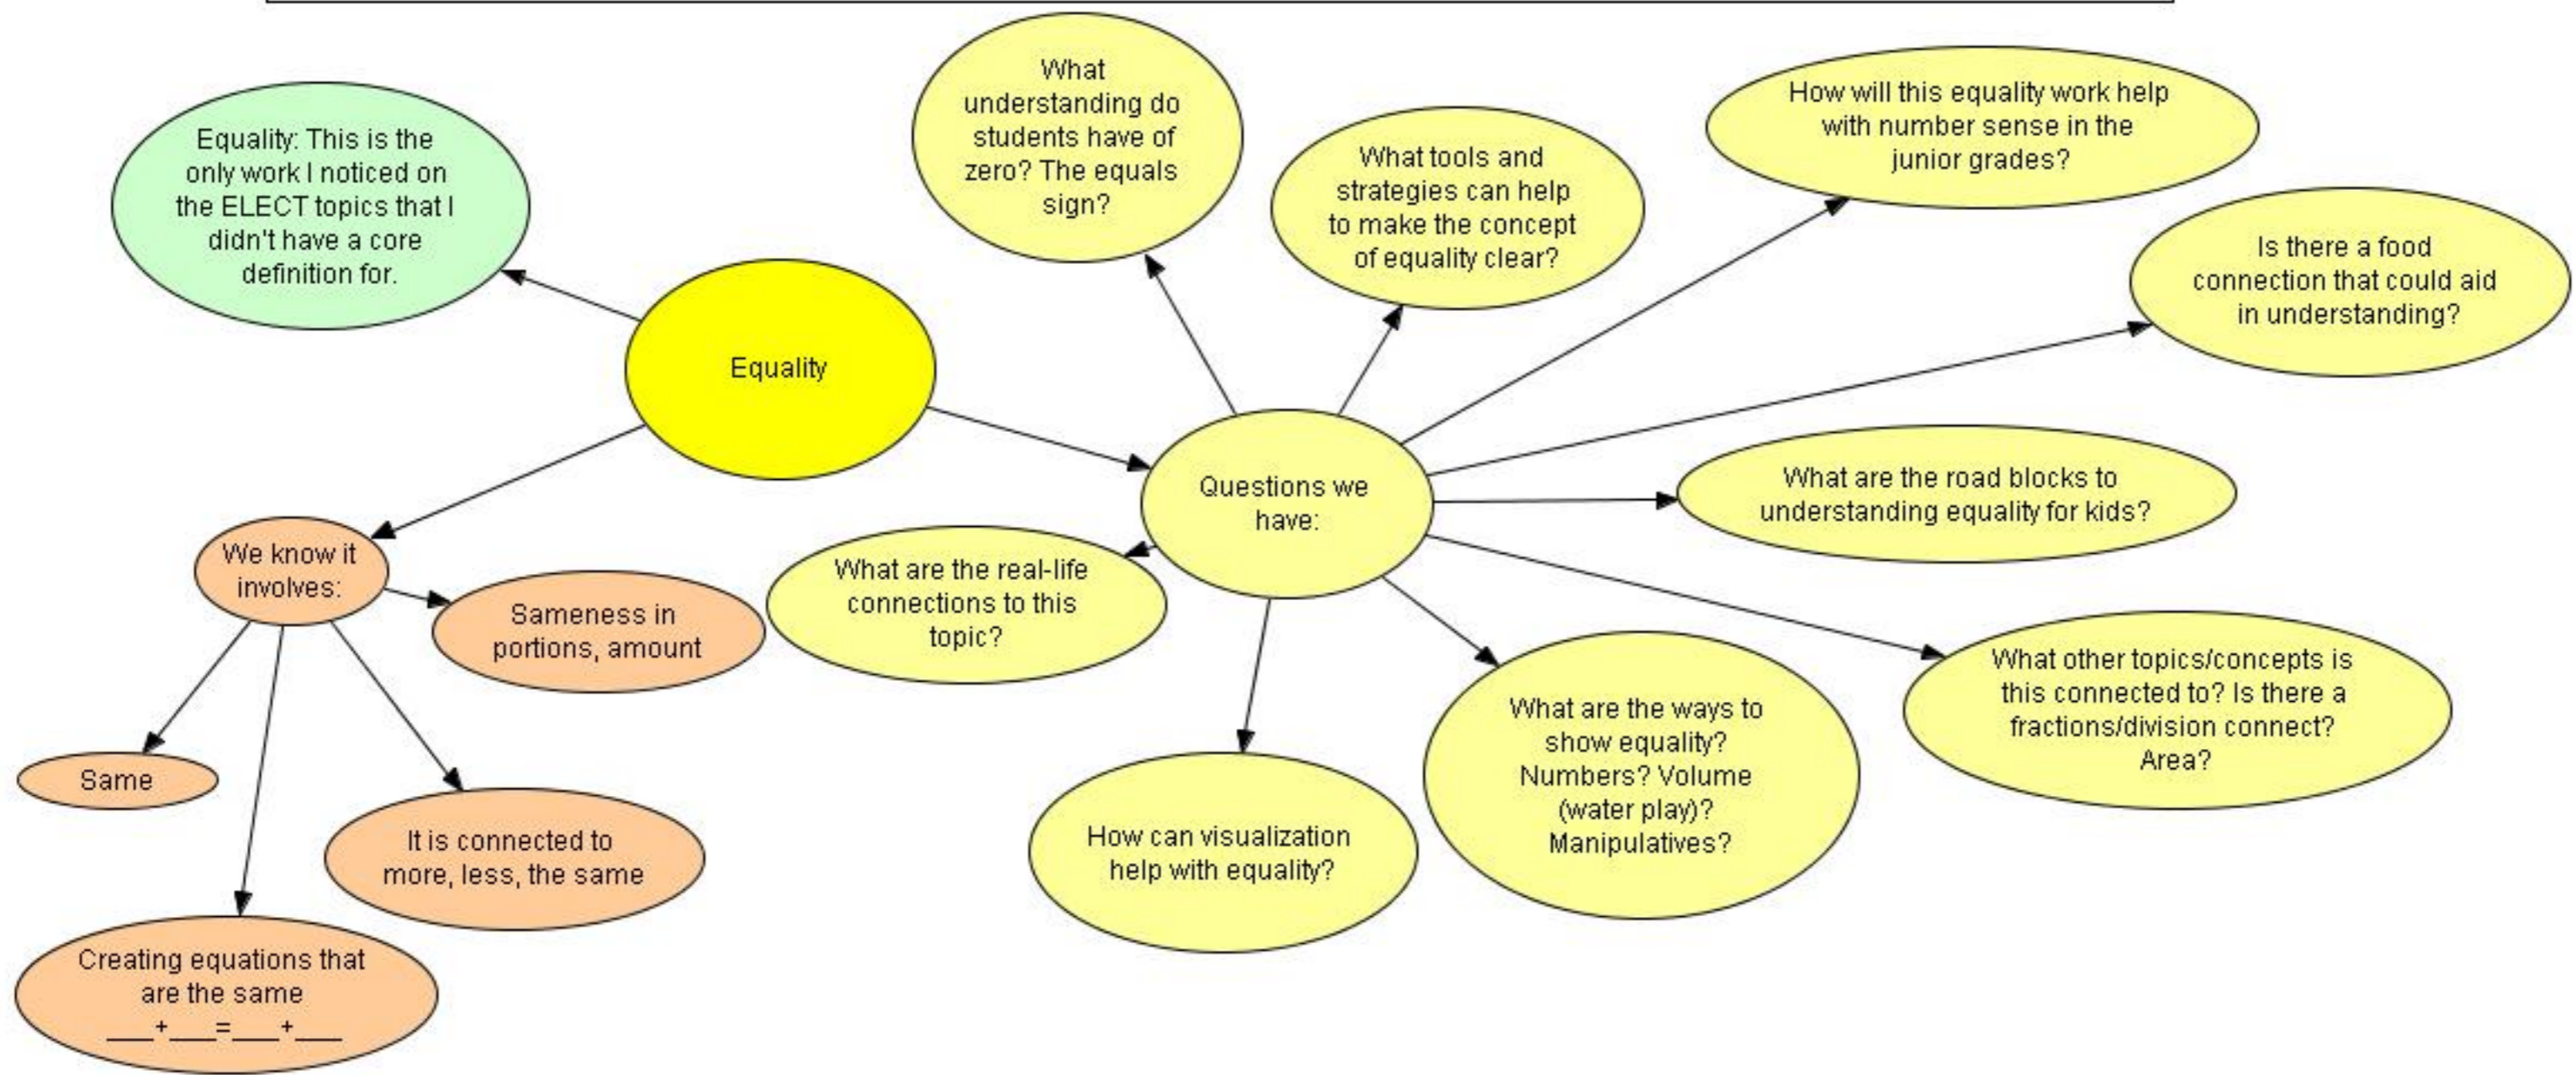 Equality: This is the
only work I noticed on
the ELECT topics that I
didn't have a core
definition for.
Equality
We know it
involves:
Sameness in
portions, amount
Same
It is connected to
more, less, the same
Creating equations that
are the same
___+___=___+___
Questions we
have:
What
understanding do
students have of
zero? The equals
sign?
What tools and
strategies can help
to make the concept
of equality clear?
How will this equality work help
with number sense in the
junior grades?
Is there a food
connection that could aid
in understanding?
What are the road blocks to
understanding equality for kids?
What other topics/concepts is
this connected to? Is there a
fractions/division connect?
Area?
What are the ways to
show equality?
Numbers? Volume
(water play)?
Manipulatives?
How can visualization
help with equality?
What are the real-life
connections to this
topic?